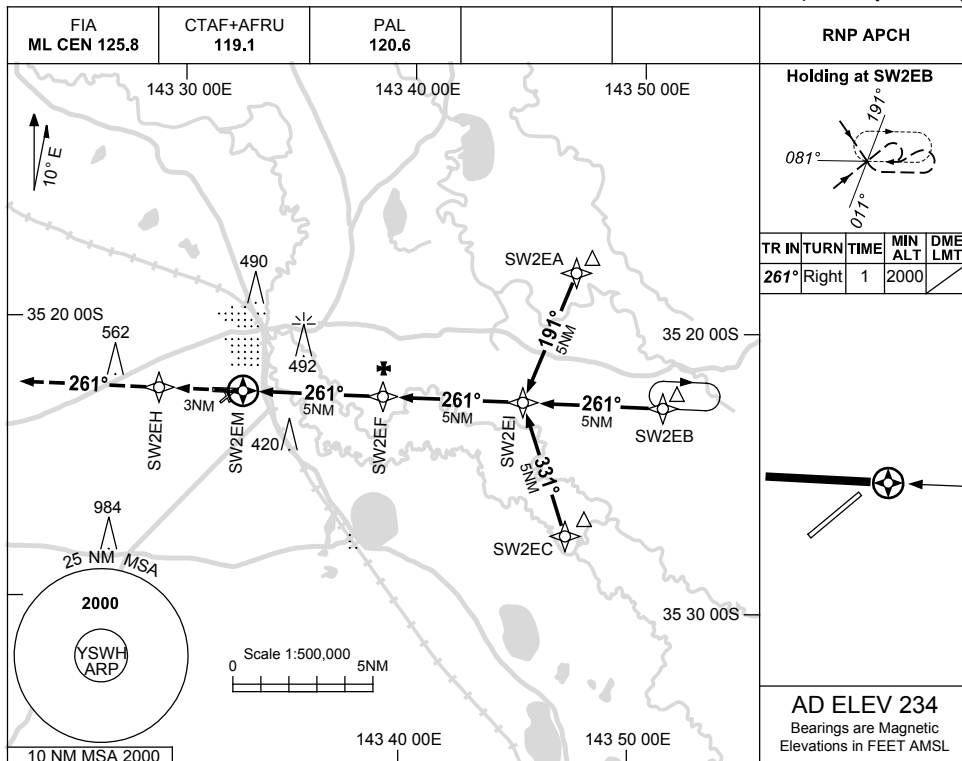 FIA
ML CEN 125.8
CTAF+AFRU
119.1
PAL
120.6
RNP APCH
143 30 00E
143 40 00E
143 50 00E
Holding at SW2EB
191°
081°
011°
TR IN TURN TIME MIN ALT DME LMT
261° Right 1 2000
10° E
SW2EA
490
35 20 00S
35 20 00S
562
492
191°
5NM
261°
3NM
261°
5NM
261°
5NM
261°
5NM
SW2EH
SW2EM
SW2EF
SW2EI
SW2EB
420
331°
5NM
SW2EC
984
25 NM MSA
2000
YSWH
ARP
10 NM MSA 2000
Scale 1:500,000
0
5NM
35 30 00S
143 40 00E
143 50 00E
AD ELEV 234
Bearings are Magnetic
Elevations in FEET AMSL